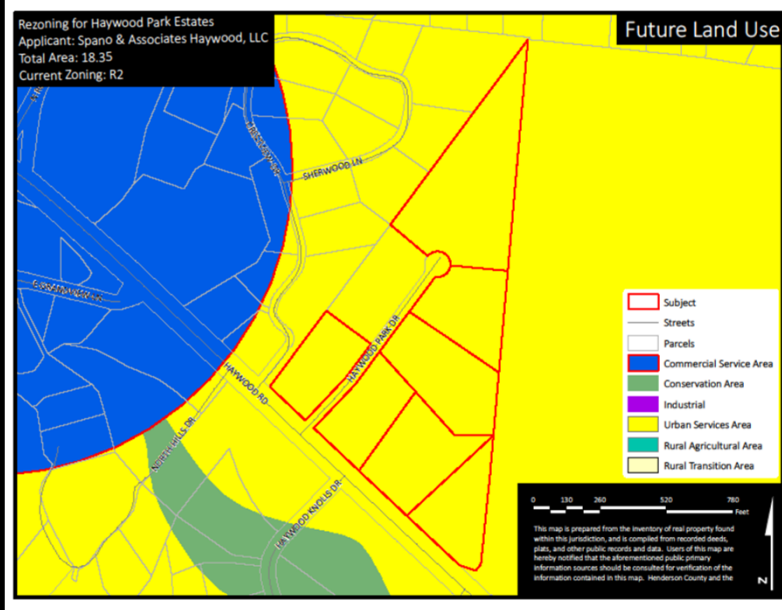 Rezoning for Haywood Park Estates
Applicant: Spano & Associates Haywood, LLC
Total Area: 18.35
Current Zoning: R2
Future Land Use
SHERWOOD LN
HAYWOOD PARK DR
HAYWOOD RD
NORTH HILLS DR
HAYWOOD KNOLLS DR
Subject
Streets
Parcels
Commercial Service Area
Conservation Area
Industrial
Urban Services Area
Rural Agricultural Area
Rural Transition Area
0 130 260 520 780
Feet
This map is prepared from the inventory of real property found
within this jurisdiction, and is compiled from recorded deeds,
plats, and other public records and data. Users of this map are
hereby notified that the aforementioned public primary
information sources should be consulted for verification of the
information contained in this map. Henderson County and the
N